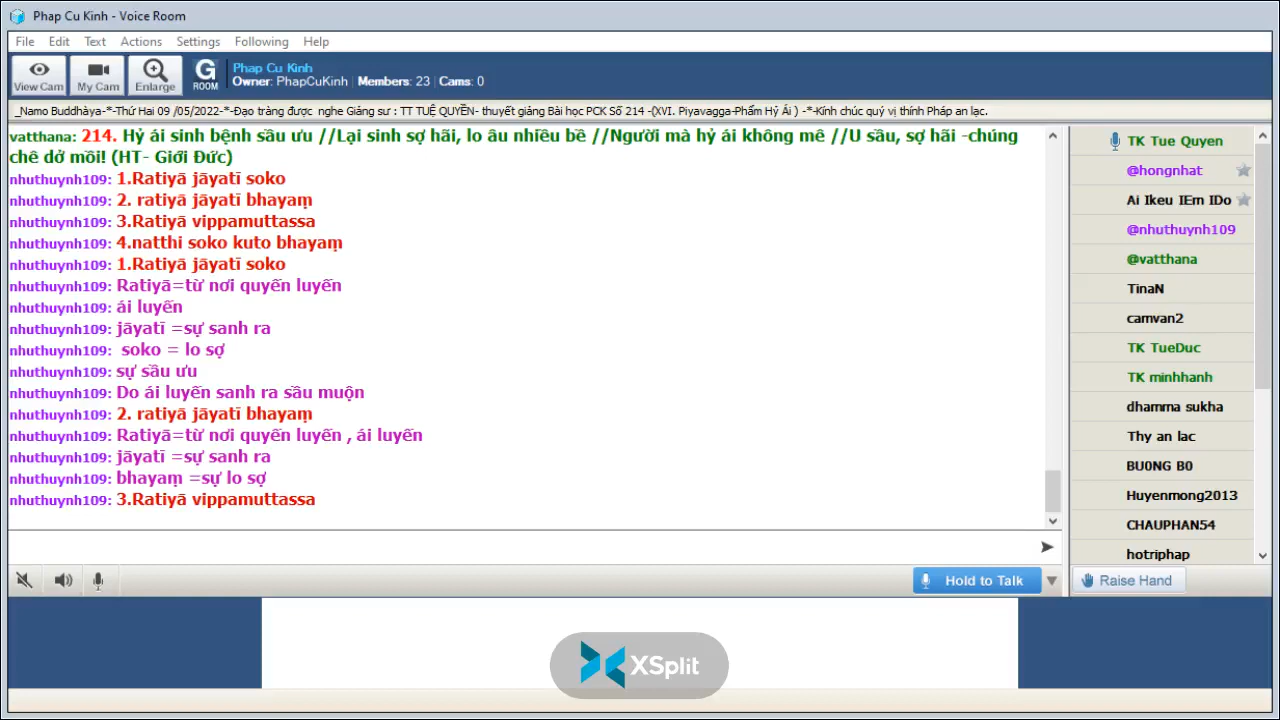 Phap Cu Kinh - Voice Room
File Edit Text Actions Settings Following Help
View Cam My Cam Enlarge G ROOM
Phap Cu Kinh
Owner: PhapCuKinh | Members: 23 | Cams: 0
_Namo Buddhàya-*-Thứ Hai 09 /05/2022-*-Đạo tràng được nghe Giảng sư : TT TUỆ QUYỀN- thuyết giảng Bài học PCK Số 214 -(XVI. Piyavagga-Phẩm Hỷ Ái ) -*-Kính chúc quý vị thính Pháp an lạc.
vatthana: 214. Hỷ ái sinh bệnh sầu ưu //Lại sinh sợ hãi, lo âu nhiều bề //Người mà hỷ ái không mê //U sầu, sợ hãi -chúng
chê dở mồi! (HT- Giới Đức)
nhuthuynh109: 1.Ratiyā jāyatī soko
nhuthuynh109: 2. ratiyā jāyatī bhayaṃ
nhuthuynh109: 3.Ratiyā vippamuttassa
nhuthuynh109: 4.natthi soko kuto bhayaṃ
nhuthuynh109: 1.Ratiyā jāyatī soko
nhuthuynh109: Ratiyā=từ nơi quyến luyến
nhuthuynh109: ái luyến
nhuthuynh109: jāyatī =sự sanh ra
nhuthuynh109: soko = lo sợ
nhuthuynh109: sự sầu ưu
nhuthuynh109: Do ái luyến sanh ra sầu muộn
nhuthuynh109: 2. ratiyā jāyatī bhayaṃ
nhuthuynh109: Ratiyā=từ nơi quyến luyến , ái luyến
nhuthuynh109: jāyatī =sự sanh ra
nhuthuynh109: bhayaṃ =sự lo sợ
nhuthuynh109: 3.Ratiyā vippamuttassa
TK Tue Quyen
@hongnhat
Ai Ikeu IEm IDo
@nhuthuynh109
@vatthana
TinaN
camvan2
TK TueDuc
TK minhhanh
dhamma sukha
Thy an lac
BU0NG B0
Huyenmong2013
CHAUPHAN54
hotriphap
Hold to Talk
Raise Hand
XSplit